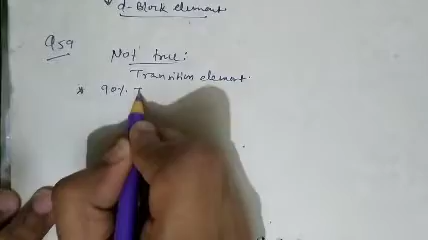 d-Block element
Q59
Not true:
Transition element.
* 90% T